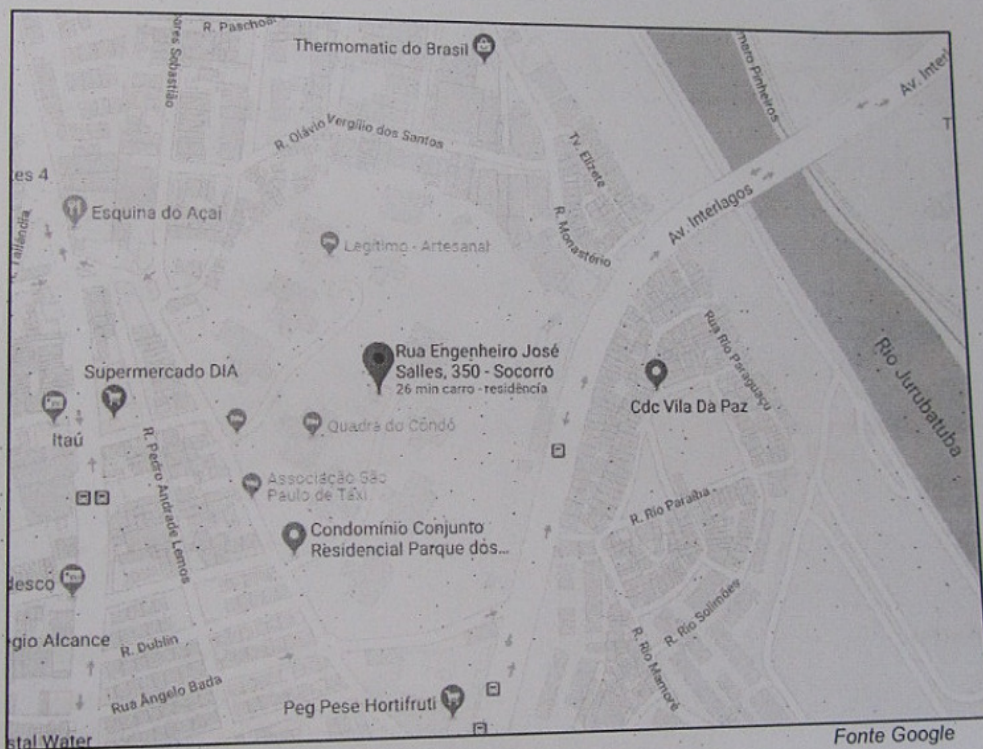 R. Paschoal
Thermomatic do Brasil
Sebastião
R. Olávio Vergílio dos Santos
Tv. Elizete
Pinheiros
Av. Interl
T
es 4
Esquina do Açaí
R. Monastério
Av. Interlagos
Legítimo - Artesanal
R. Tailândia
Rua Engenheiro José
Salles, 350 - Socorro
26 min carro - residência
Supermercado DIA
Itaú
Quadra do Condô
Cdc Vila Da Paz
Rua Rio Paraguaçu
Rio Jurubatuba
R. Pedro Andrade Lemos
Associação São
Paulo de Táxi
Condomínio Conjunto
Residencial Parque dos...
R. Rio Paraíba
desco
gio Alcance
R. Dublin
R. Rio Solimões
R. Rio Mamoré
Rua Ângelo Bada
Peg Pese Hortifruti
stal Water
Fonte Google